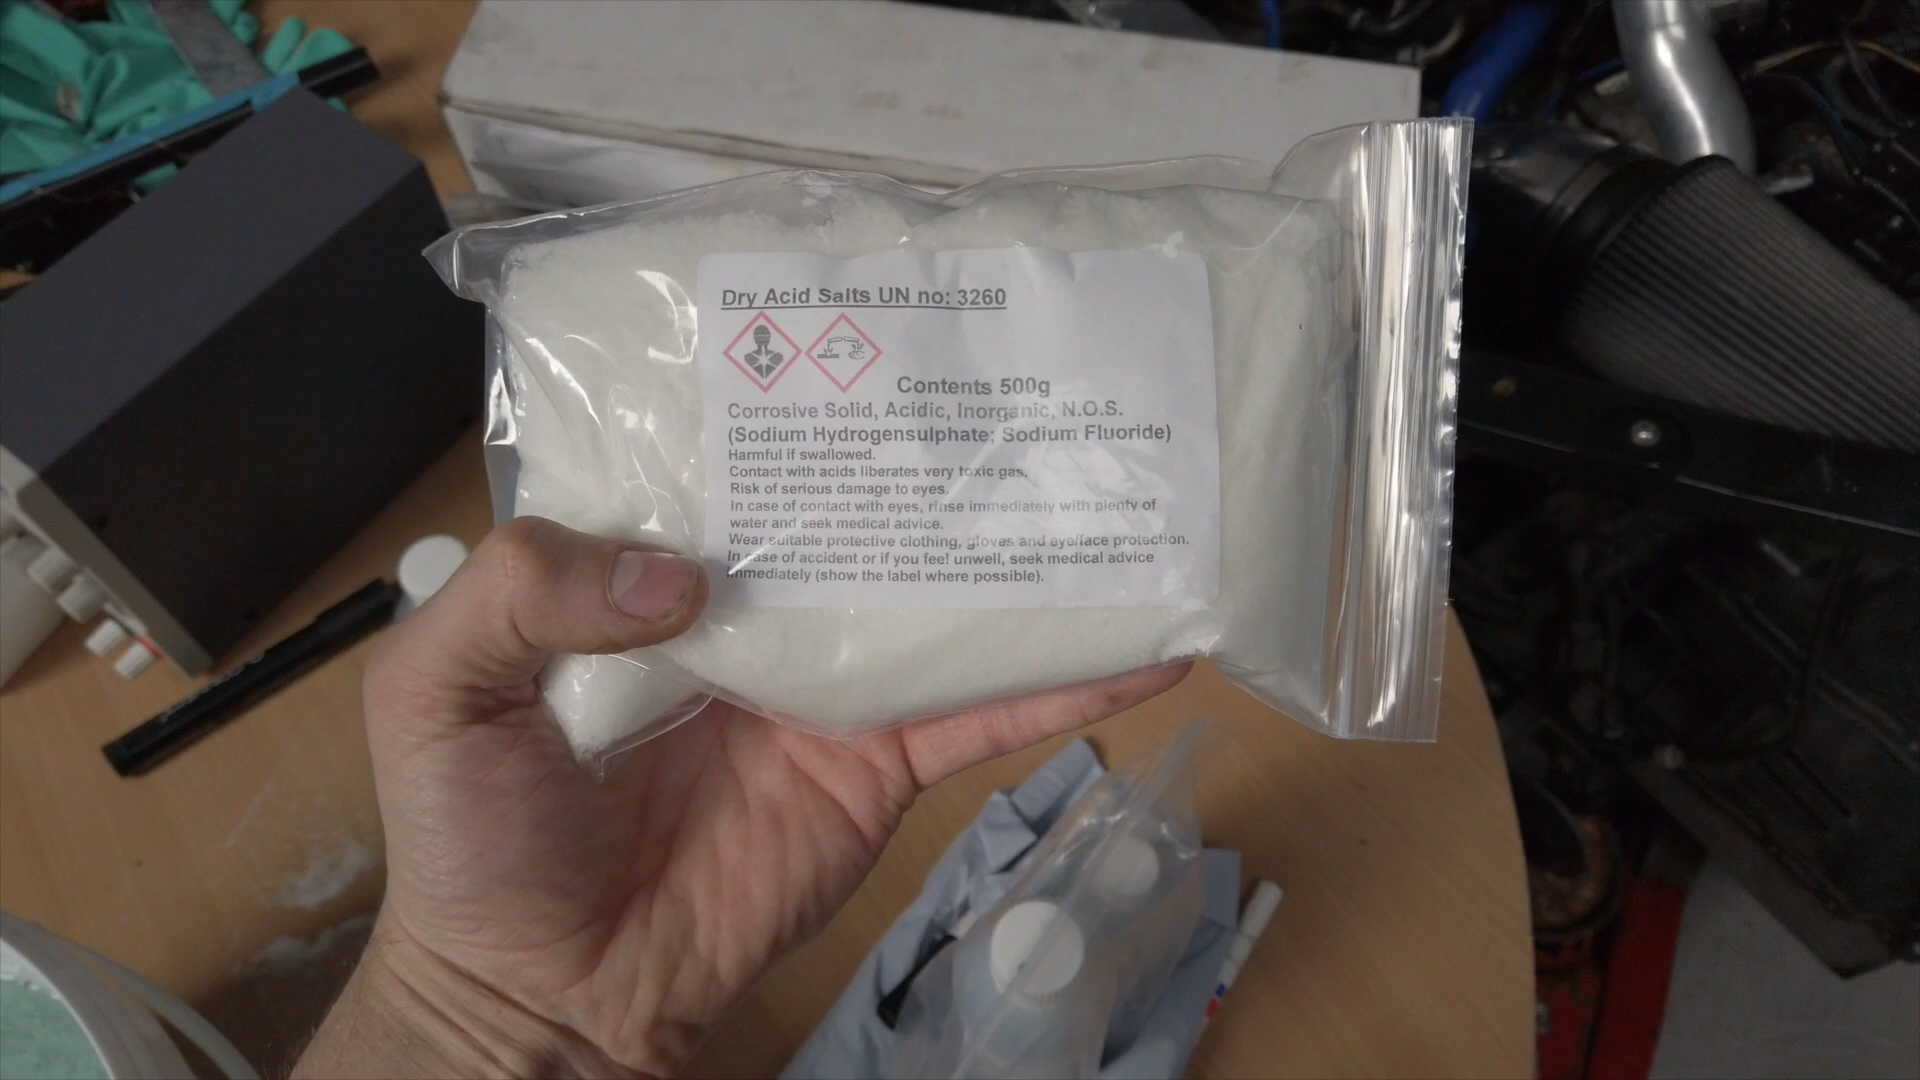 Dry Acid Salts UN no: 3260
Contents 500g
Corrosive Solid, Acidic, Inorganic, N.O.S.
(Sodium Hydrogensulphate; Sodium Fluoride)
Harmful if swallowed.
Contact with acids liberates very toxic gas.
Risk of serious damage to eyes.
In case of contact with eyes, rinse immediately with plenty of
water and seek medical advice.
Wear suitable protective clothing, gloves and eye/face protection.
In case of accident or if you feel unwell, seek medical advice
immediately (show the label where possible).